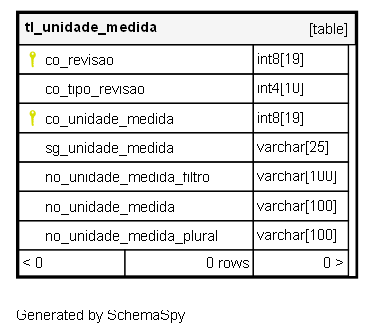 tl_unidade_medida [table]
co_revisao int8[19]
co_tipo_revisao int4[10]
co_unidade_medida int8[19]
sg_unidade_medida varchar[25]
no_unidade_medida_filtro varchar[100]
no_unidade_medida varchar[100]
no_unidade_medida_plural varchar[100]
< 0 0 rows 0 >
Generated by SchemaSpy